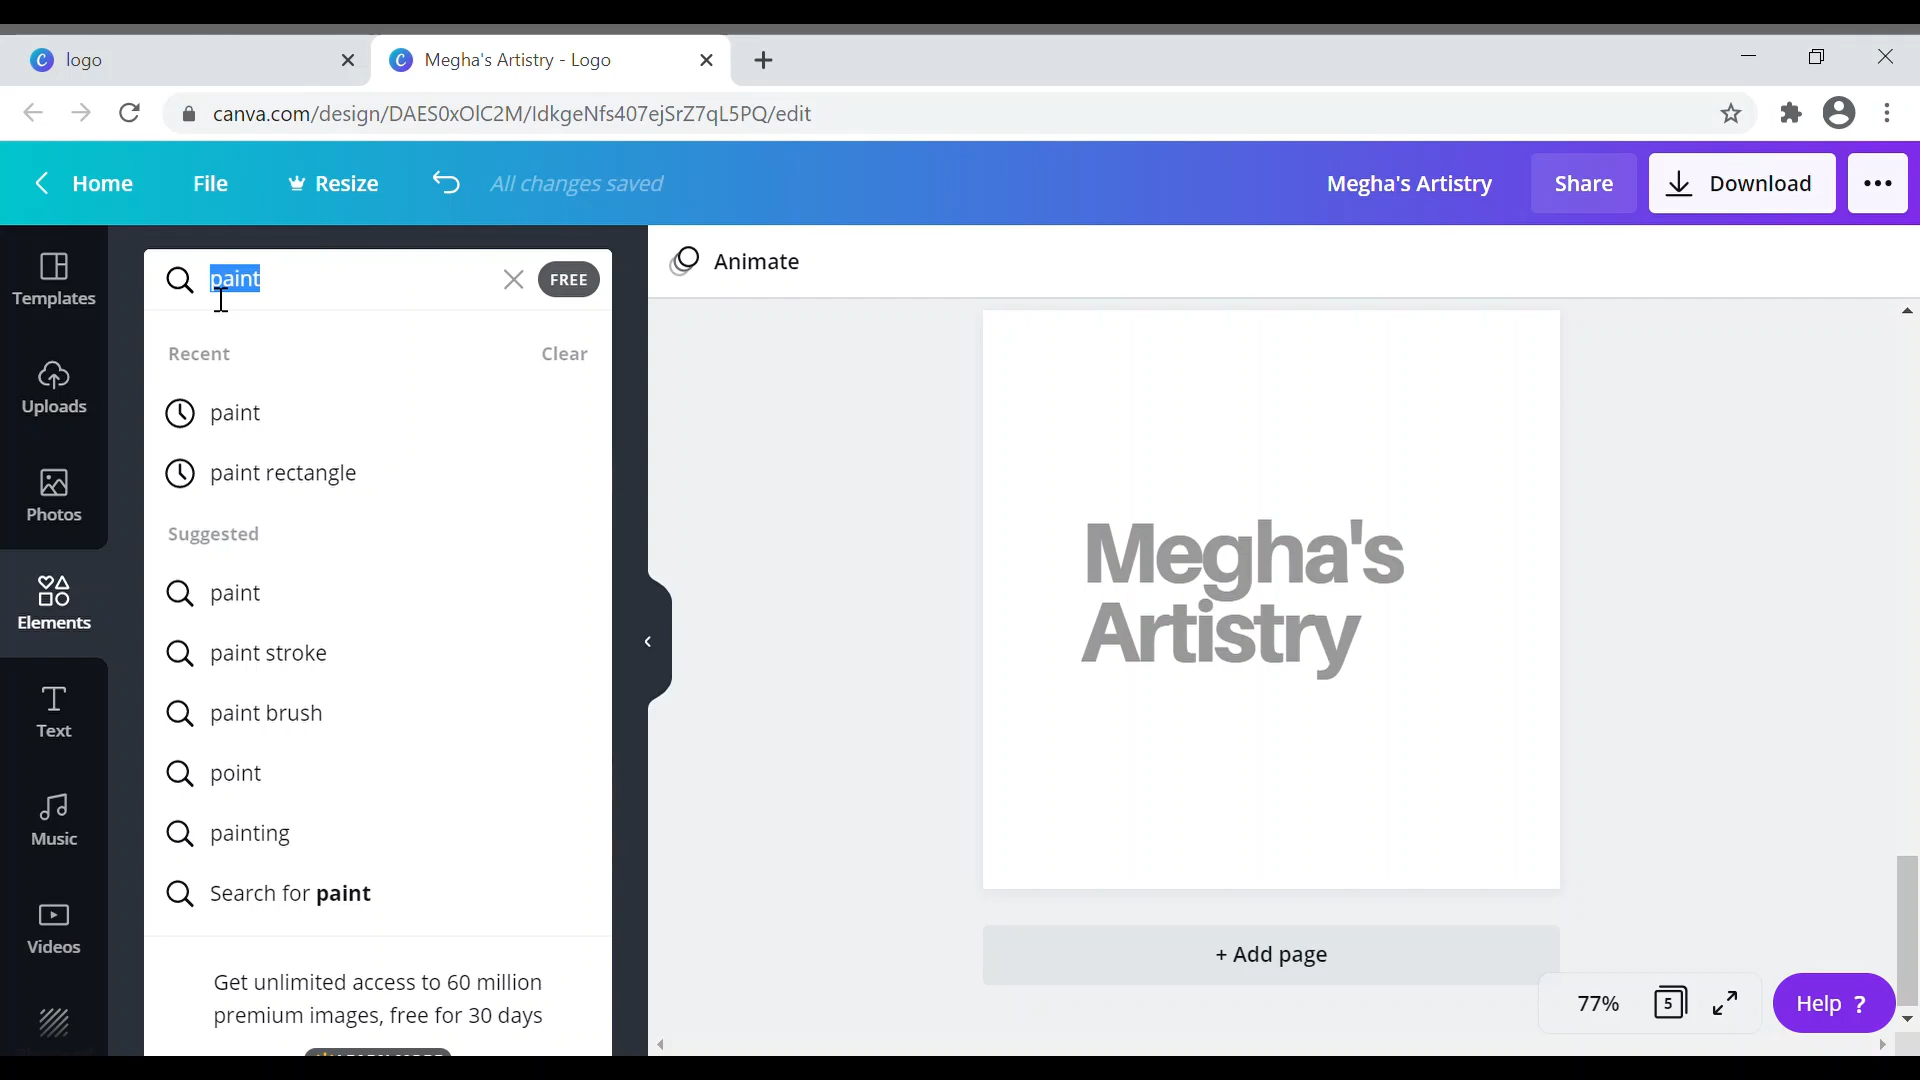 logo
Megha's Artistry - Logo
canva.com/design/DAES0xOlC2M/ldkgeNfs407ejSrZ7qL5PQ/edit
Home
File
Resize
All changes saved
Megha's Artistry
Share
Download
Templates
Uploads
Photos
Elements
Text
Music
Videos
paint
FREE
Recent
Clear
paint
paint rectangle
Suggested
paint
paint stroke
paint brush
point
painting
Search for paint
Get unlimited access to 60 million
premium images, free for 30 days
Animate
Megha's
Artistry
+ Add page
77%
5
Help ?